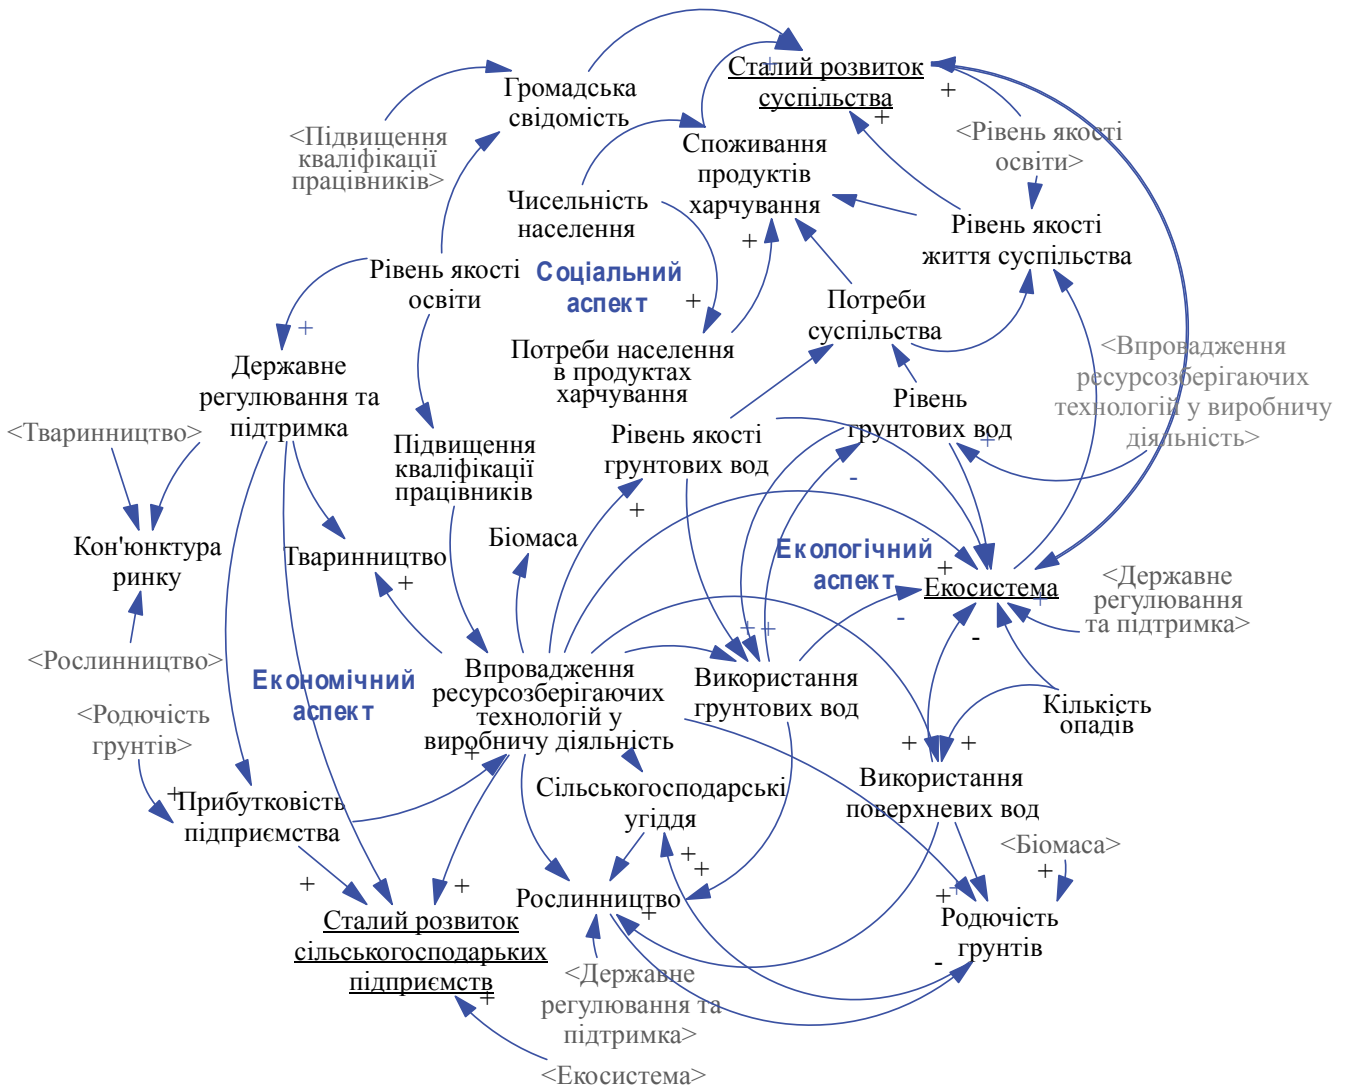 Громадська
свідомість
Сталий розвиток
суспільства
<Підвищення
кваліфікації
працівників>
<Рівень якості
освіти>
Споживання
продуктів
харчування
Чисельність
населення
Рівень якості
життя суспільства
Рівень якості
освіти
Соціальний
аспект
Потреби
суспільства
Потреби населення
в продуктах
харчування
<Впровадження
ресурсозберігаючих
технологій у виробничу
діяльність>
Державне
регулювання та
підтримка
<Тваринництво>
Підвищення
кваліфікації
працівників
Рівень якості
грунтових вод
Рівень
грунтових вод
Кон'юнктура
ринку
Тваринництво
Біомаса
Екологічний
аспект
Екосистема
<Державне
регулювання
та підтримка>
<Рослинництво>
Економічний
аспект
Впровадження
ресурсозберігаючих
технологій у
виробничу діяльність
Використання
грунтових вод
Кількість
опадів
<Родючість
грунтів>
Прибутковість
підприємства
Сільськогосподарські
угіддя
Використання
поверхневих вод
<Біомаса>
Рослинництво
Родючість
грунтів
Сталий розвиток
сільськогосподарьких
підприємств
<Державне
регулювання та
підтримка>
<Екосистема>